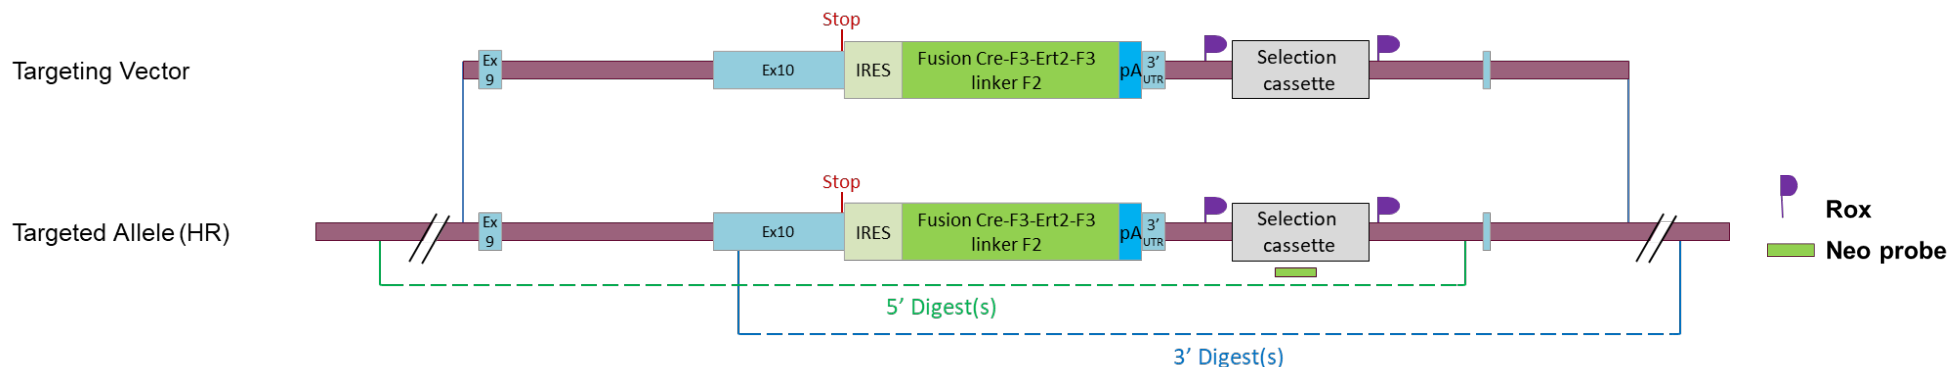 Stop
Targeting Vector
Ex
9
Ex10
IRES
Fusion Cre-F3-Ert2-F3
linker F2
pA
3'
UTR
Selection
cassette
Stop
Targeted Allele (HR)
Ex
9
Ex10
IRES
Fusion Cre-F3-Ert2-F3
linker F2
pA
3'
UTR
Selection
cassette
Rox
Neo probe
5' Digest(s)
3' Digest(s)